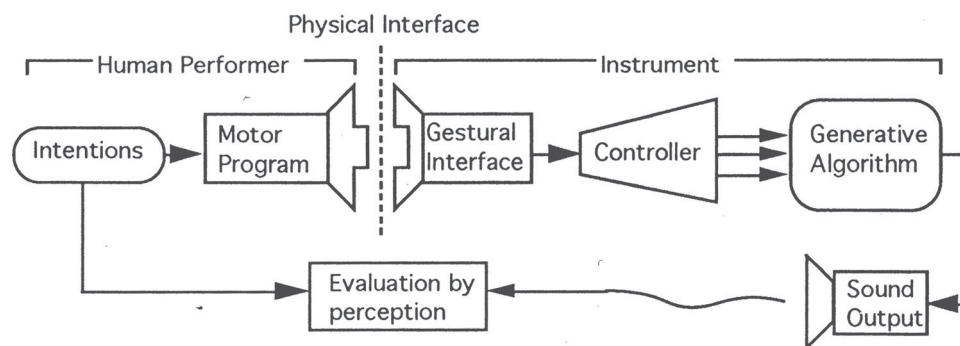 Physical Interface
Human Performer
Instrument
Intentions
Motor
Program
Gestural
Interface
Controller
Generative
Algorithm
Evaluation by
perception
Sound
Output